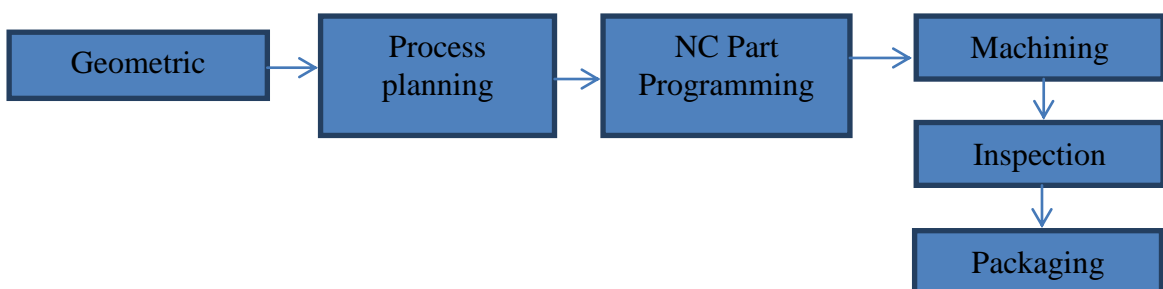 Geometric
Process
planning
NC Part
Programming
Machining
Inspection
Packaging